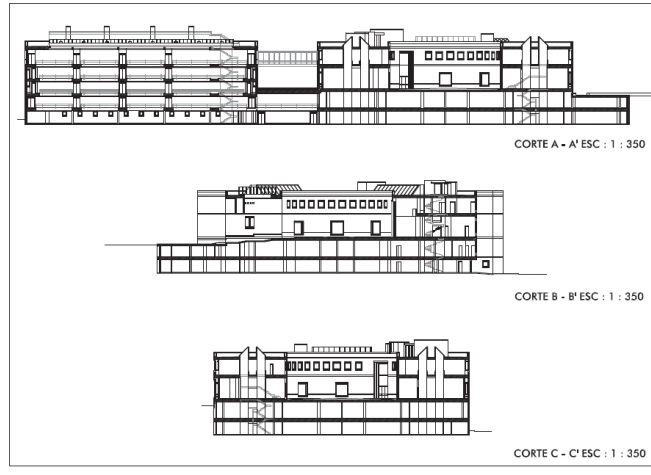 CORTE A - A' ESC : 1 : 350
CORTE B - B' ESC : 1 : 350
CORTE C - C' ESC : 1 : 350